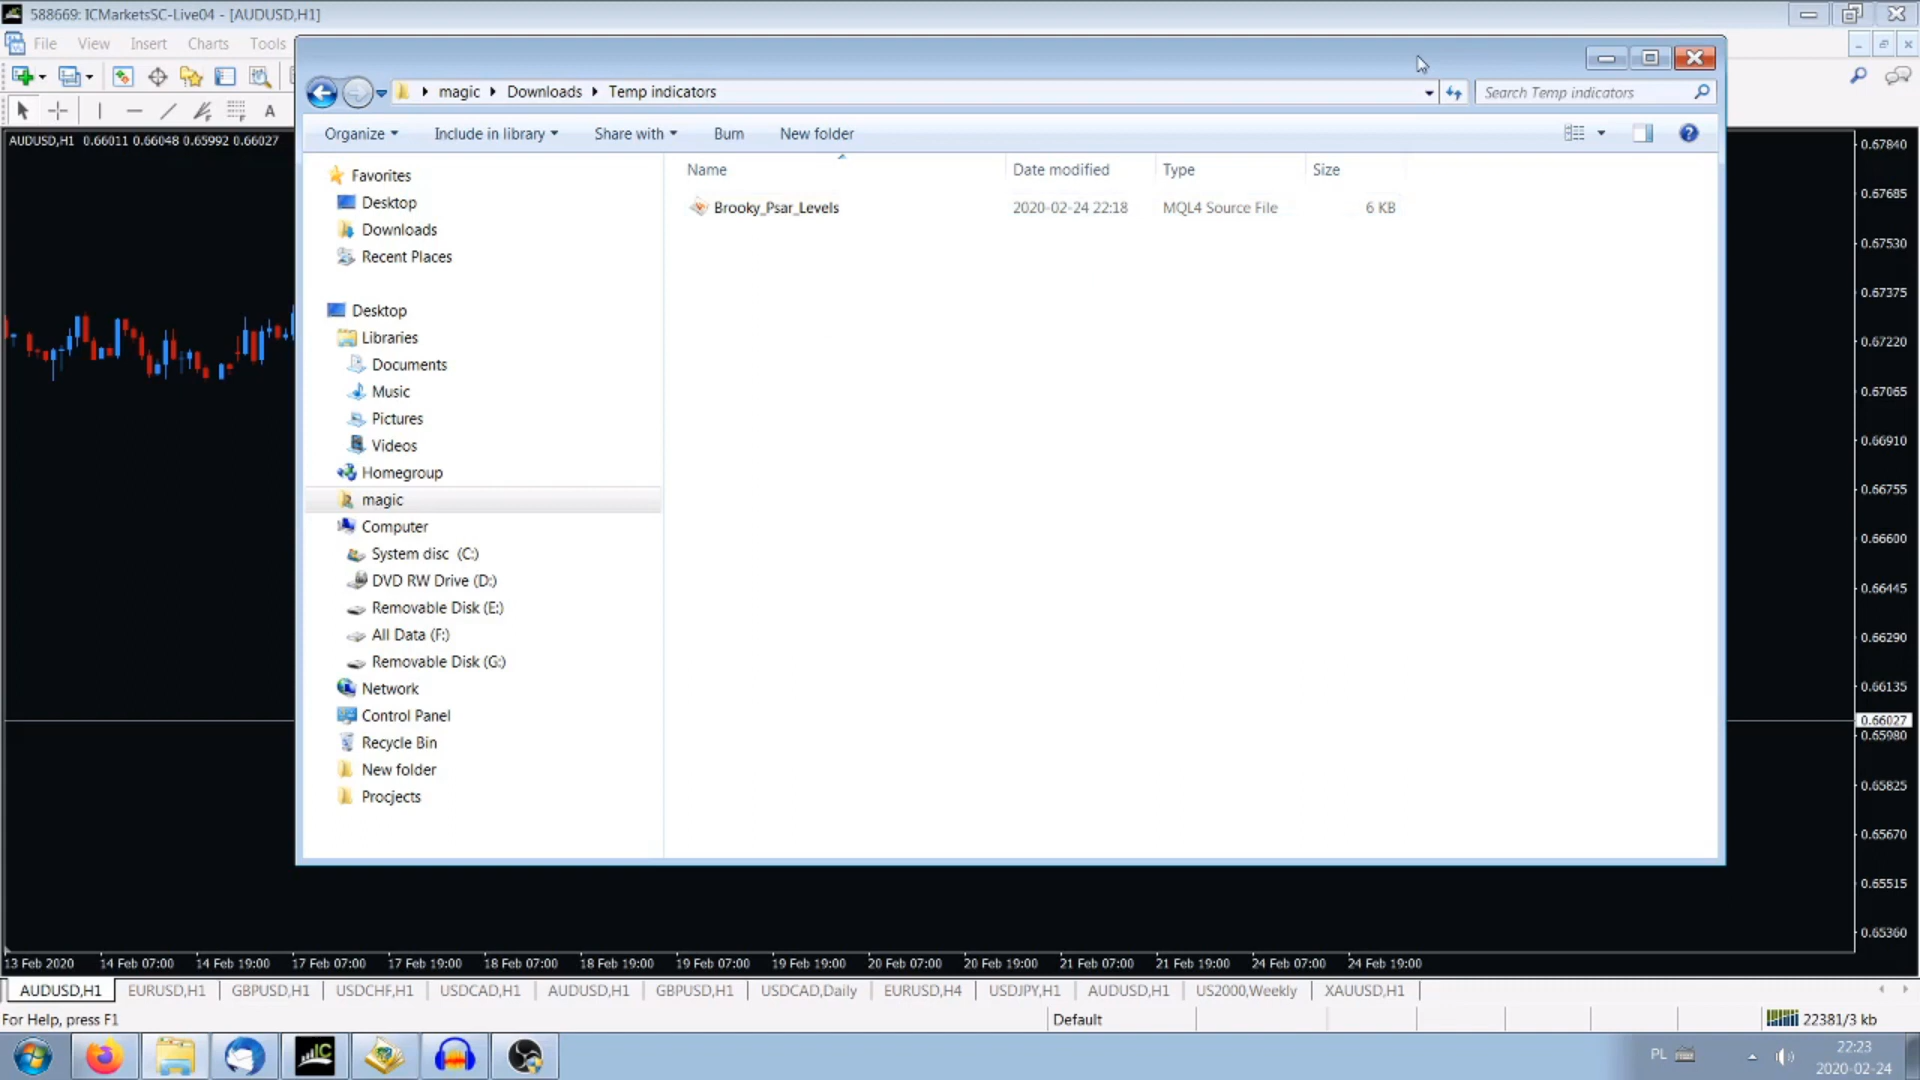 588669: ICMarketsSC-Live04 - [AUDUSD,H1]
File View Insert Charts Tools
magic Downloads Temp indicators
Search Temp indicators
Organize Include in library Share with Burn New folder
A
AUDUSD,H1 0.66011 0.66048 0.65992 0.66027
Name Date modified Type Size
Brooky_Psar_Levels 2020-02-24 22:18 MQL4 Source File 6 KB
Favorites
Desktop
Downloads
Recent Places
Desktop
Libraries
Documents
Music
Pictures
Videos
Homegroup
magic
Computer
System disc (C:)
DVD RW Drive (D:)
Removable Disk (E:)
All Data (F:)
Removable Disk (G:)
Network
Control Panel
Recycle Bin
New folder
Procjects
0.67840
0.67685
0.67530
0.67375
0.67220
0.67065
0.66910
0.66755
0.66600
0.66445
0.66290
0.66135
0.66027
0.65980
0.65825
0.65670
0.65515
0.65360
13 Feb 2020 14 Feb 07:00 14 Feb 19:00 17 Feb 07:00 17 Feb 19:00 18 Feb 07:00 18 Feb 19:00 19 Feb 07:00 19 Feb 19:00 20 Feb 07:00 20 Feb 19:00 21 Feb 07:00 21 Feb 19:00 24 Feb 07:00 24 Feb 19:00
AUDUSD,H1 EURUSD,H1 GBPUSD,H1 USDCHF,H1 USDCAD,H1 AUDUSD,H1 GBPUSD,H1 USDCAD,Daily EURUSD,H4 USDJPY,H1 AUDUSD,H1 US2000,Weekly XAUUSD,H1
For Help, press F1 Default 22381/3 kb
IC
PL
22:23
2020-02-24